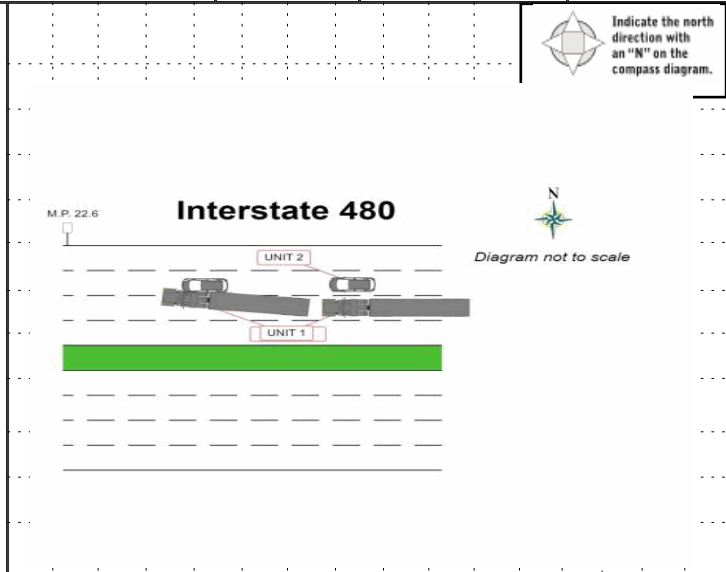 Indicate the north
direction with
an “N” on the
compass diagram.
M.P. 22.6
Interstate 480
N
UNIT 2
Diagram not to scale
UNIT 1